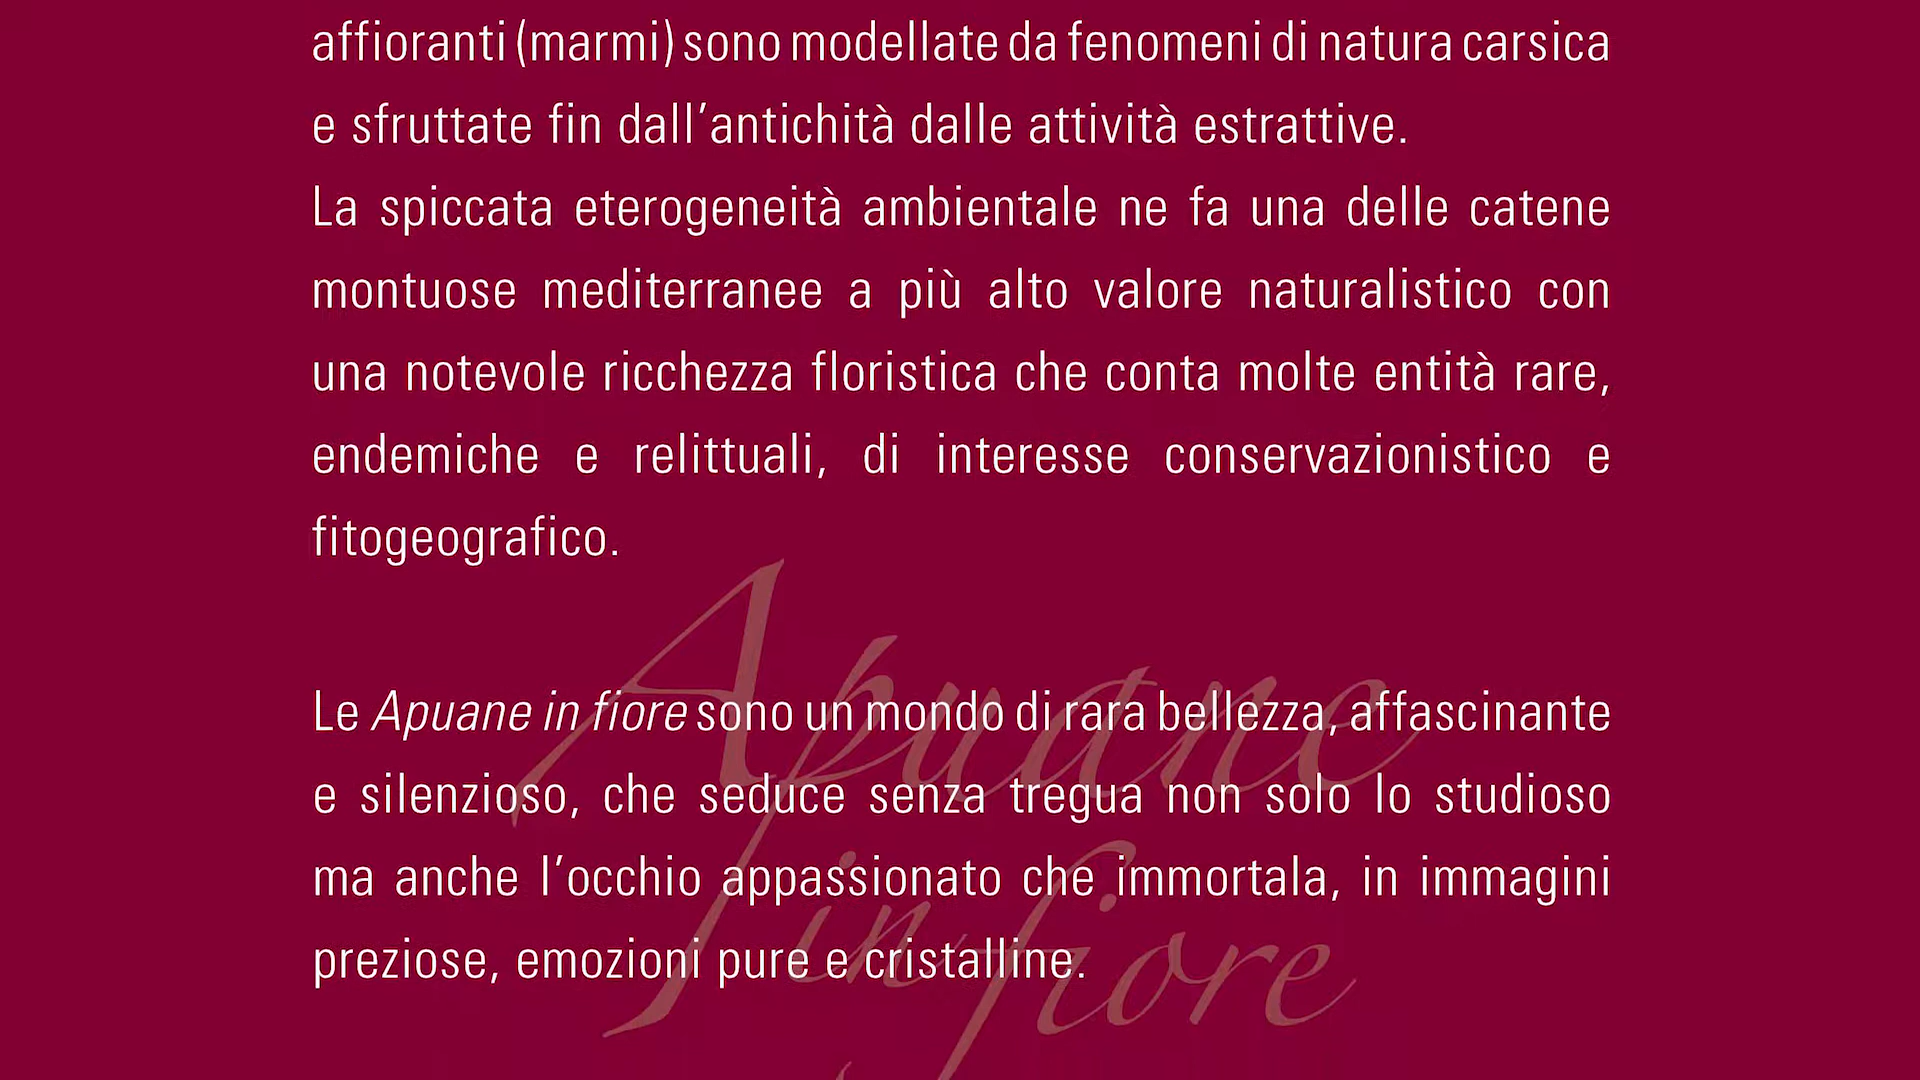 affioranti (marmi) sono modellate da fenomeni di natura carsica
e sfruttate fin dall’antichità dalle attività estrattive.
La spiccata eterogeneità ambientale ne fa una delle catene
montuose mediterranee a più alto valore naturalistico con
una notevole ricchezza floristica che conta molte entità rare,
endemiche e relittuali, di interesse conservazionistico e
fitogeografico.
Le Apuane in fiore sono un mondo di rara bellezza, affascinante
e silenzioso, che seduce senza tregua non solo lo studioso
ma anche l’occhio appassionato che immortala, in immagini
preziose, emozioni pure e cristalline.
Apuane
in fiore